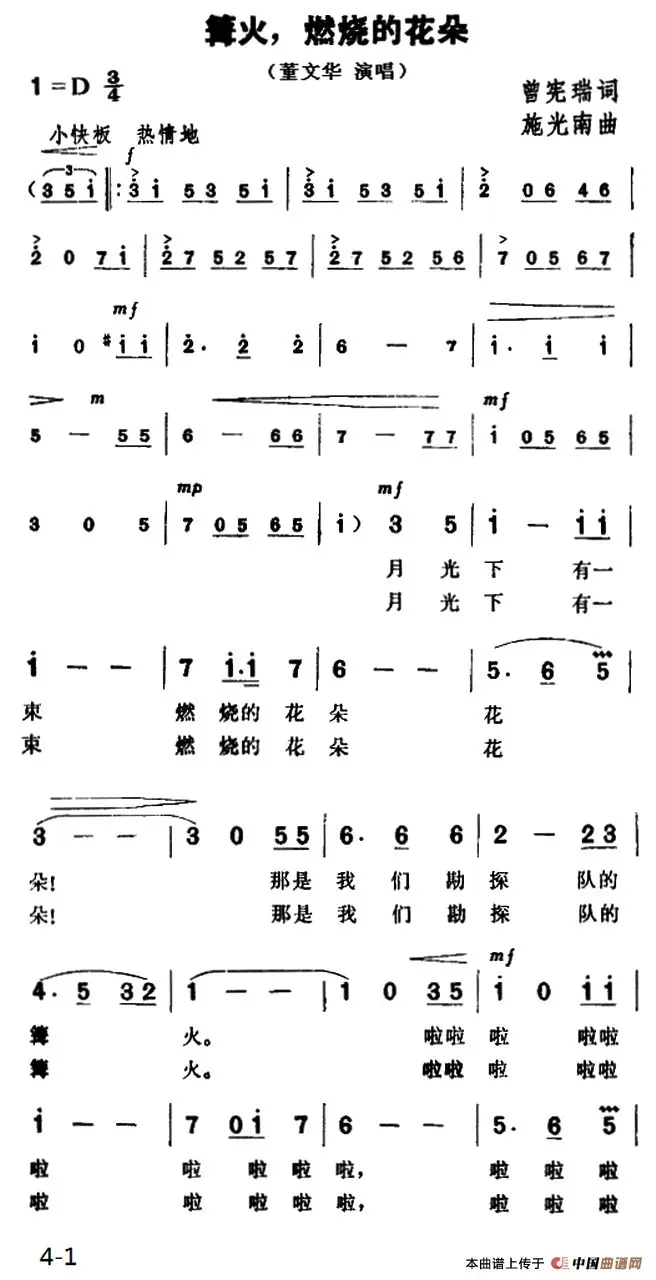 篝火，燃烧的花朵
（董文华 演唱）
1=D 3/4
曾宪瑞词
施光南曲
小快板 热情地
f
3
(3 5 i ‖: 3 i 5 3 5 i | 3 i 5 3 5 i | 2 0 6 4 6 |
2 0 7 i | 2 7 5 2 5 7 | 2 7 5 2 5 6 | 7 0 5 6 7 |
mf
i 0 #i i | 2. 2 2 | 6 — 7 | i. i i |
m mf
5 — 5 5 | 6 — 6 6 | 7 — 7 7 | i 0 5 6 5 |
mp mf
3 0 5 | 7 0 5 6 5 | i) 3 5 | i — i i |
月 光 下 有一
月 光 下 有一
i — — | 7 i. i 7 | 6 — — | 5. 6 5 |
束 燃 烧的 花 朵 花
束 燃 烧的 花 朵 花
3 — — | 3 0 5 5 | 6. 6 6 | 2 — 2 3 |
朵! 那是 我 们 勘 探 队的
朵! 那是 我 们 勘 探 队的
mf
4. 5 3 2 | 1 — — | 1 0 3 5 | i 0 i i |
篝 火。 啦啦 啦 啦啦
篝 火。 啦啦 啦 啦啦
i — — | 7 0 i 7 | 6 — — | 5. 6 5 |
啦 啦 啦 啦 啦, 啦 啦 啦
啦 啦 啦 啦 啦, 啦 啦 啦
4-1
本曲谱上传于 中国曲谱网